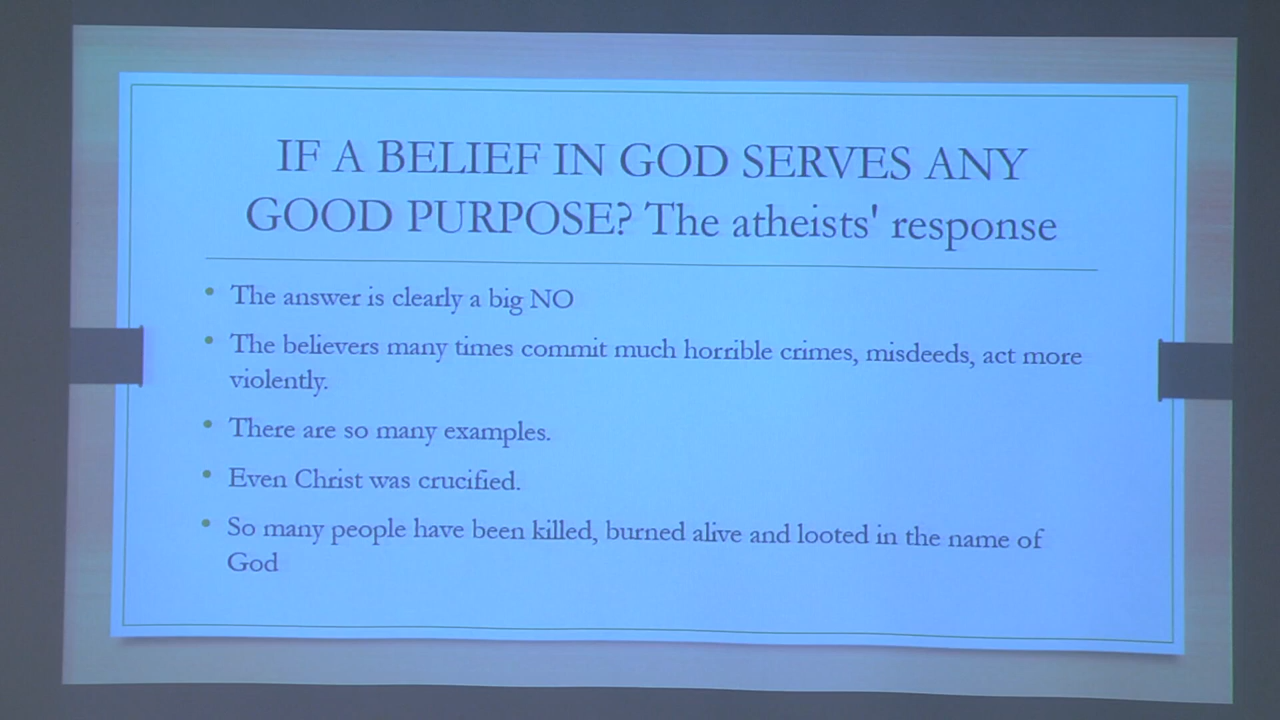 IF A BELIEF IN GOD SERVES ANY
GOOD PURPOSE? The atheists' response
• The answer is clearly a big NO
• The believers many times commit much horrible crimes, misdeeds, act more
violently.
• There are so many examples.
• Even Christ was crucified.
• So many people have been killed, burned alive and looted in the name of
God